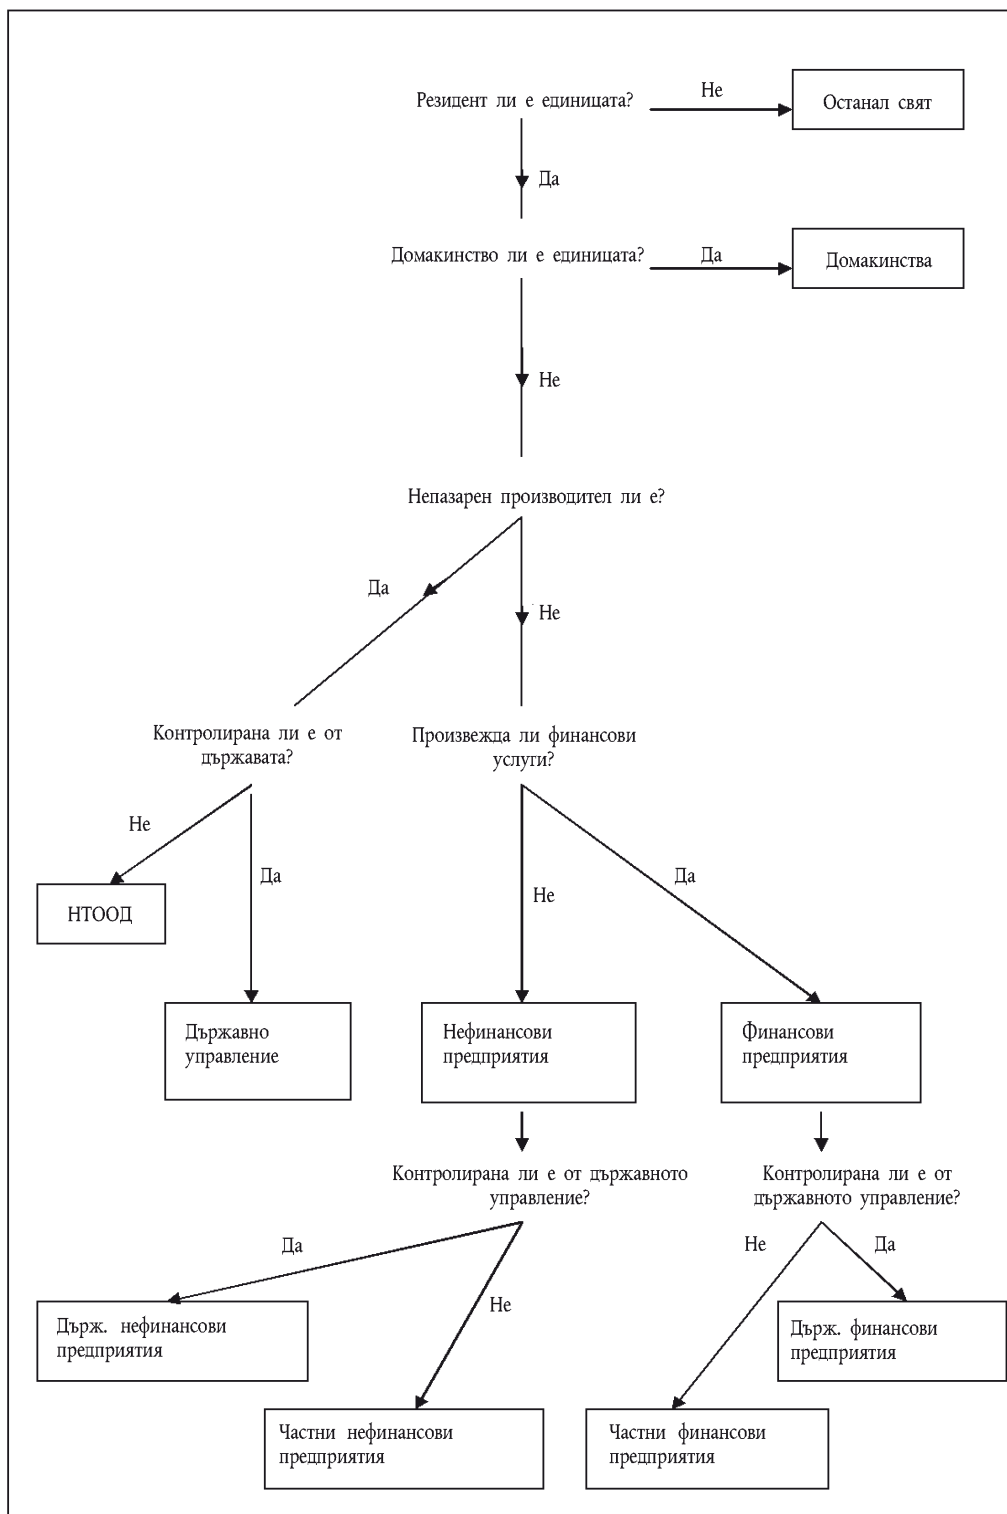 Резидент ли е единицата?
Не
Останал свят
Да
Домакинство ли е единицата?
Да
Домакинства
Не
Непазарен производител ли е?
Да
Не
Контролирана ли е от
държавата?
Произвежда ли финансови
услуги?
Не
Да
Не
Да
НТООД
Държавно
управление
Нефинансови
предприятия
Финансови
предприятия
Контролирана ли е от държавното
управление?
Контролирана ли е от
държавното управление?
Да
Не
Не
Да
Държ. нефинансови
предприятия
Държ. финансови
предприятия
Частни нефинансови
предприятия
Частни финансови
предприятия